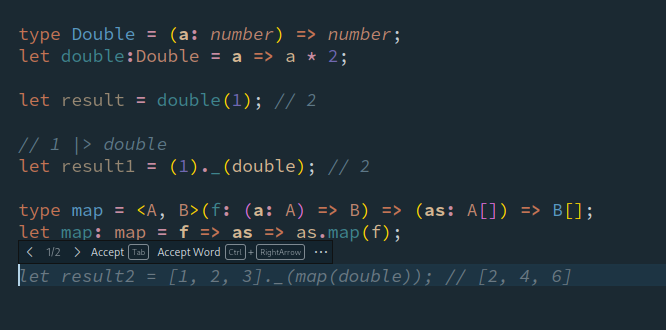 type Double = (a: number) => number;
let double:Double = a => a * 2;
let result = double(1); // 2
// 1 |> double
let result1 = (1)._(double); // 2
type map = <A, B>(f: (a: A) => B) => (as: A[]) => B[];
let map: map = f => as => as.map(f);
< 1/2 > Accept Tab Accept Word Ctrl + RightArrow ···
let result2 = [1, 2, 3]._(map(double)); // [2, 4, 6]